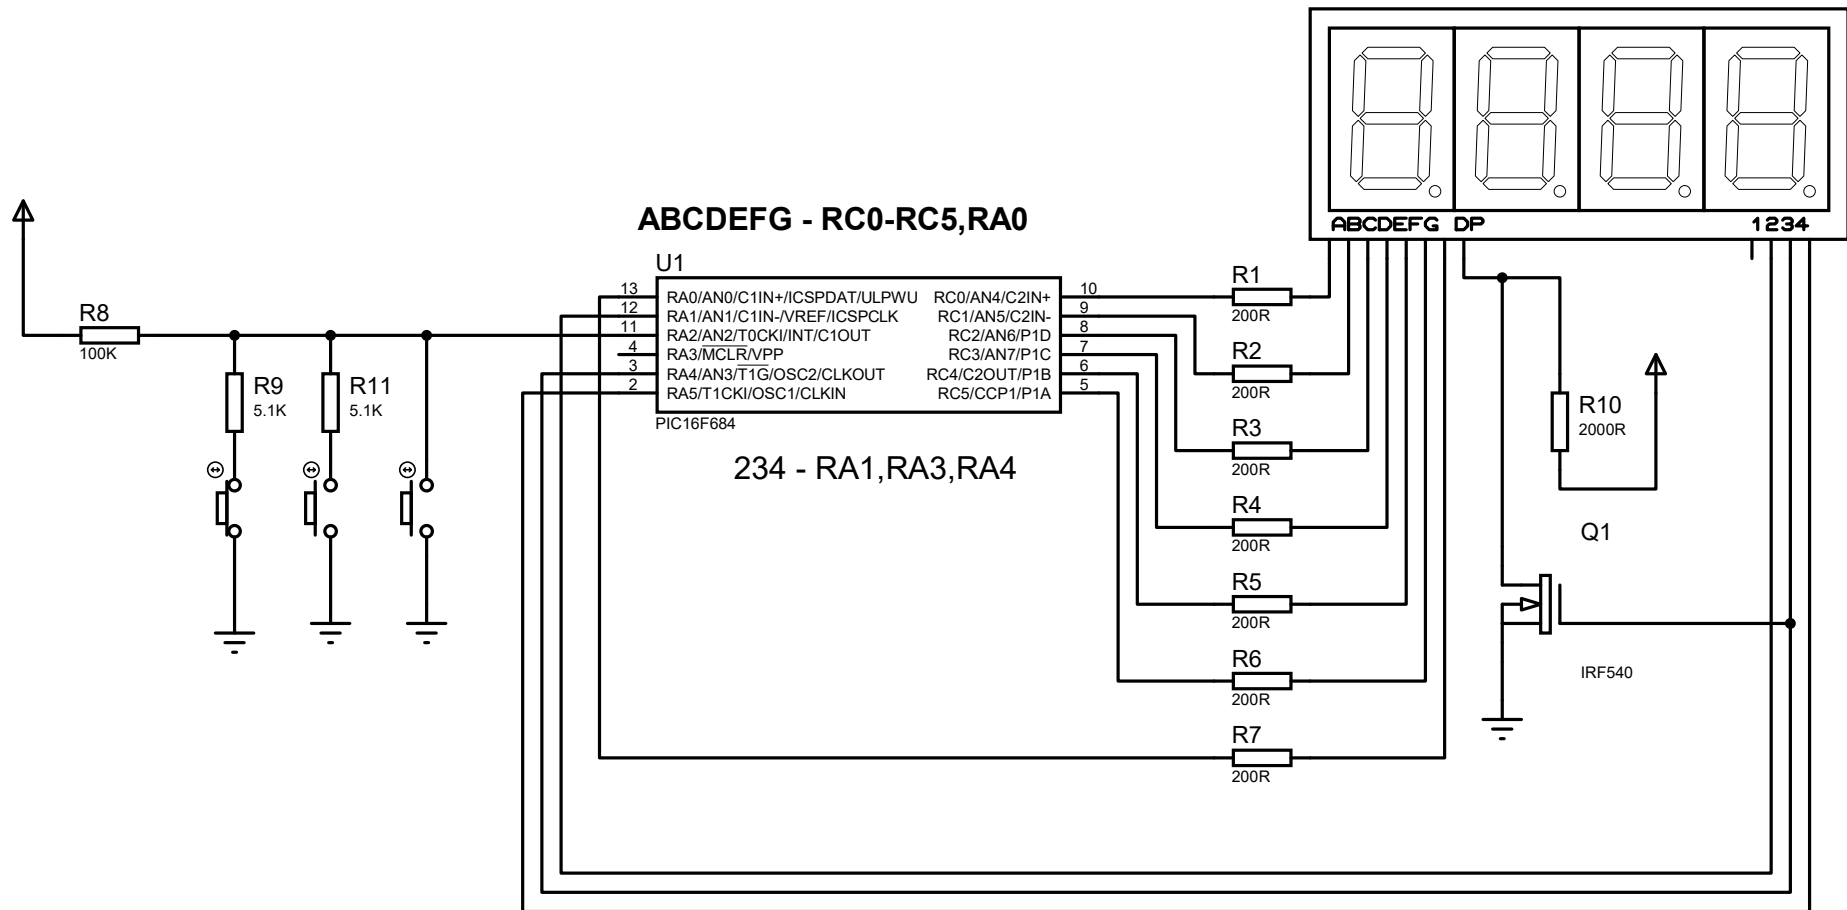 ABCDEFG DP
1234
ABCDEFG - RC0-RC5,RA0
U1
13 RA0/AN0/C1IN+/ICSPDAT/ULPWU RC0/AN4/C2IN+ 10
12 RA1/AN1/C1IN-/VREF/ICSPCLK RC1/AN5/C2IN- 9
11 RA2/AN2/T0CKI/INT/C1OUT RC2/AN6/P1D 8
4 RA3/MCLR/VPP RC3/AN7/P1C 7
3 RA4/AN3/T1G/OSC2/CLKOUT RC4/C2OUT/P1B 6
2 RA5/T1CKI/OSC1/CLKIN RC5/CCP1/P1A 5
PIC16F684
234 - RA1,RA3,RA4
R8
100K
R9
5.1K
R11
5.1K
R1
200R
R2
200R
R3
200R
R4
200R
R5
200R
R6
200R
R7
200R
R10
2000R
Q1
IRF540